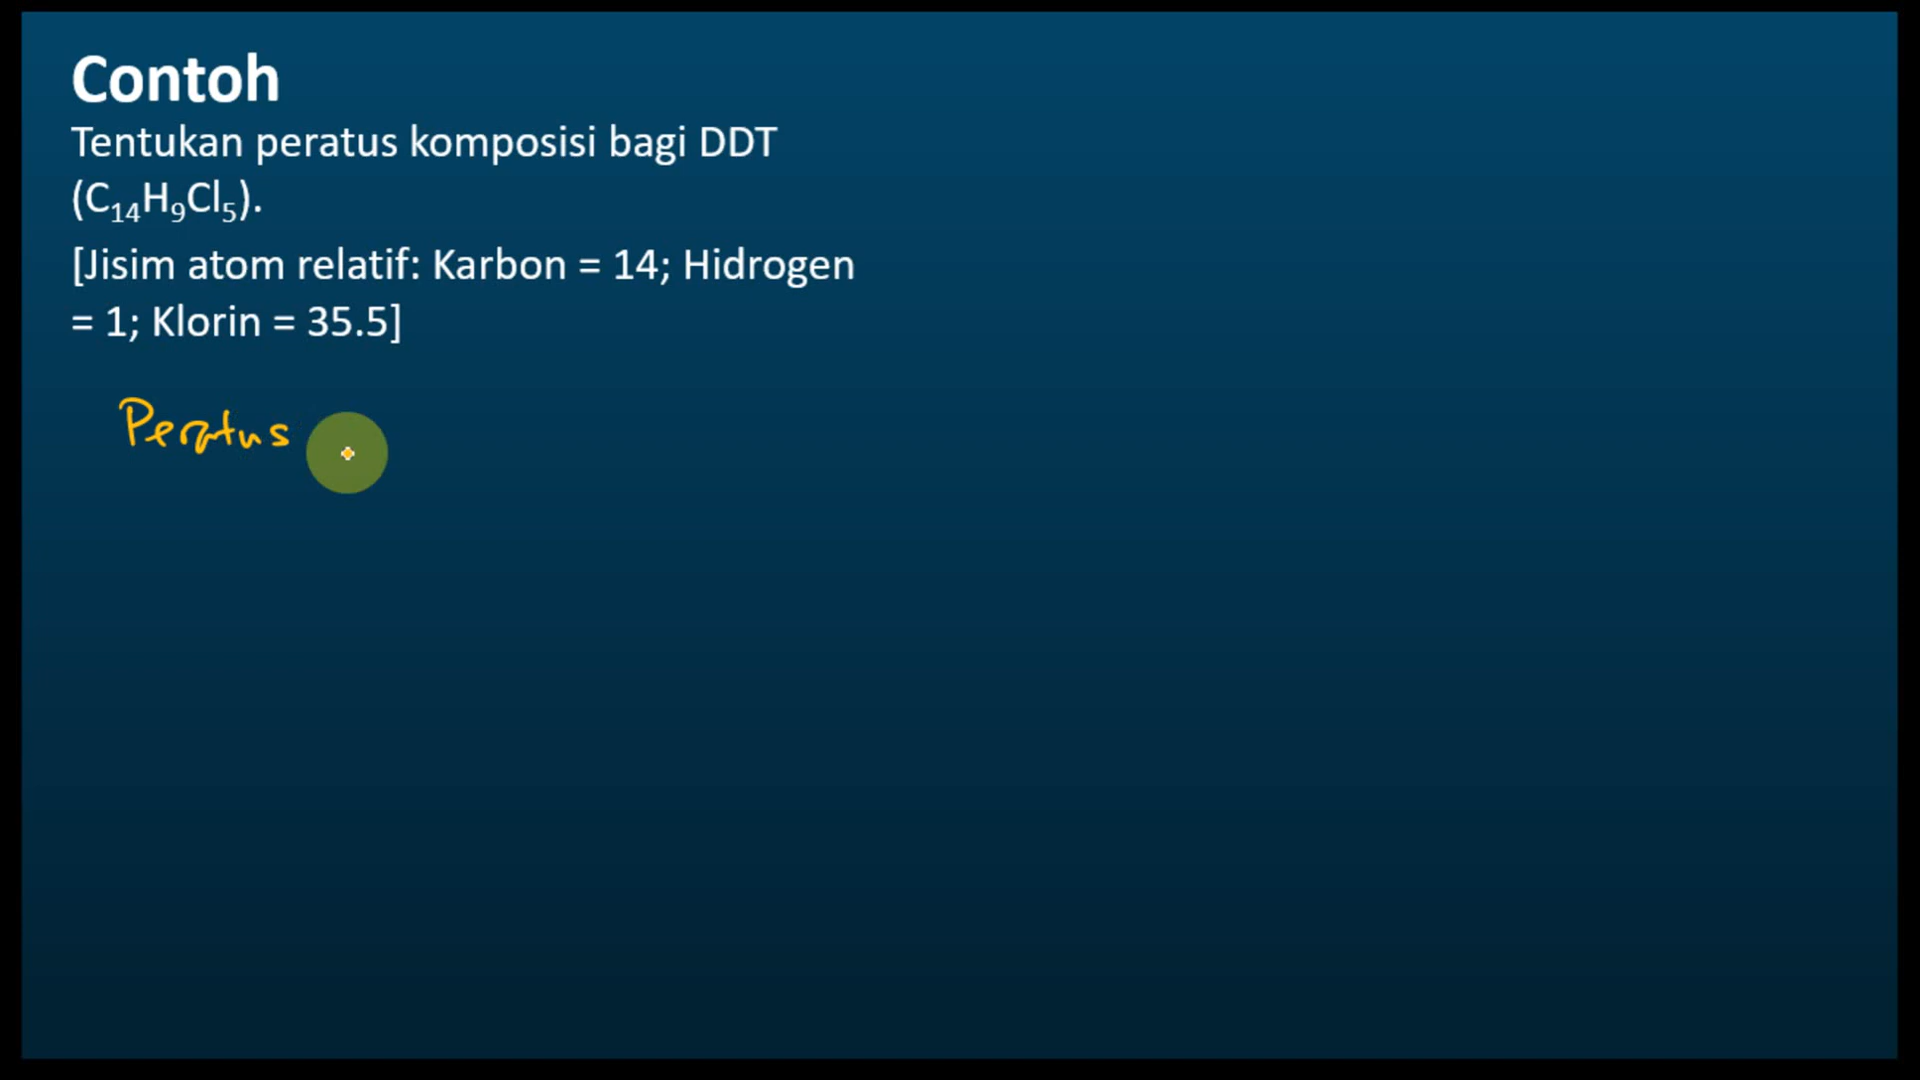 Contoh
Tentukan peratus komposisi bagi DDT
(C₁₄H₉Cl₅).
[Jisim atom relatif: Karbon = 14; Hidrogen
= 1; Klorin = 35.5]
Peratus